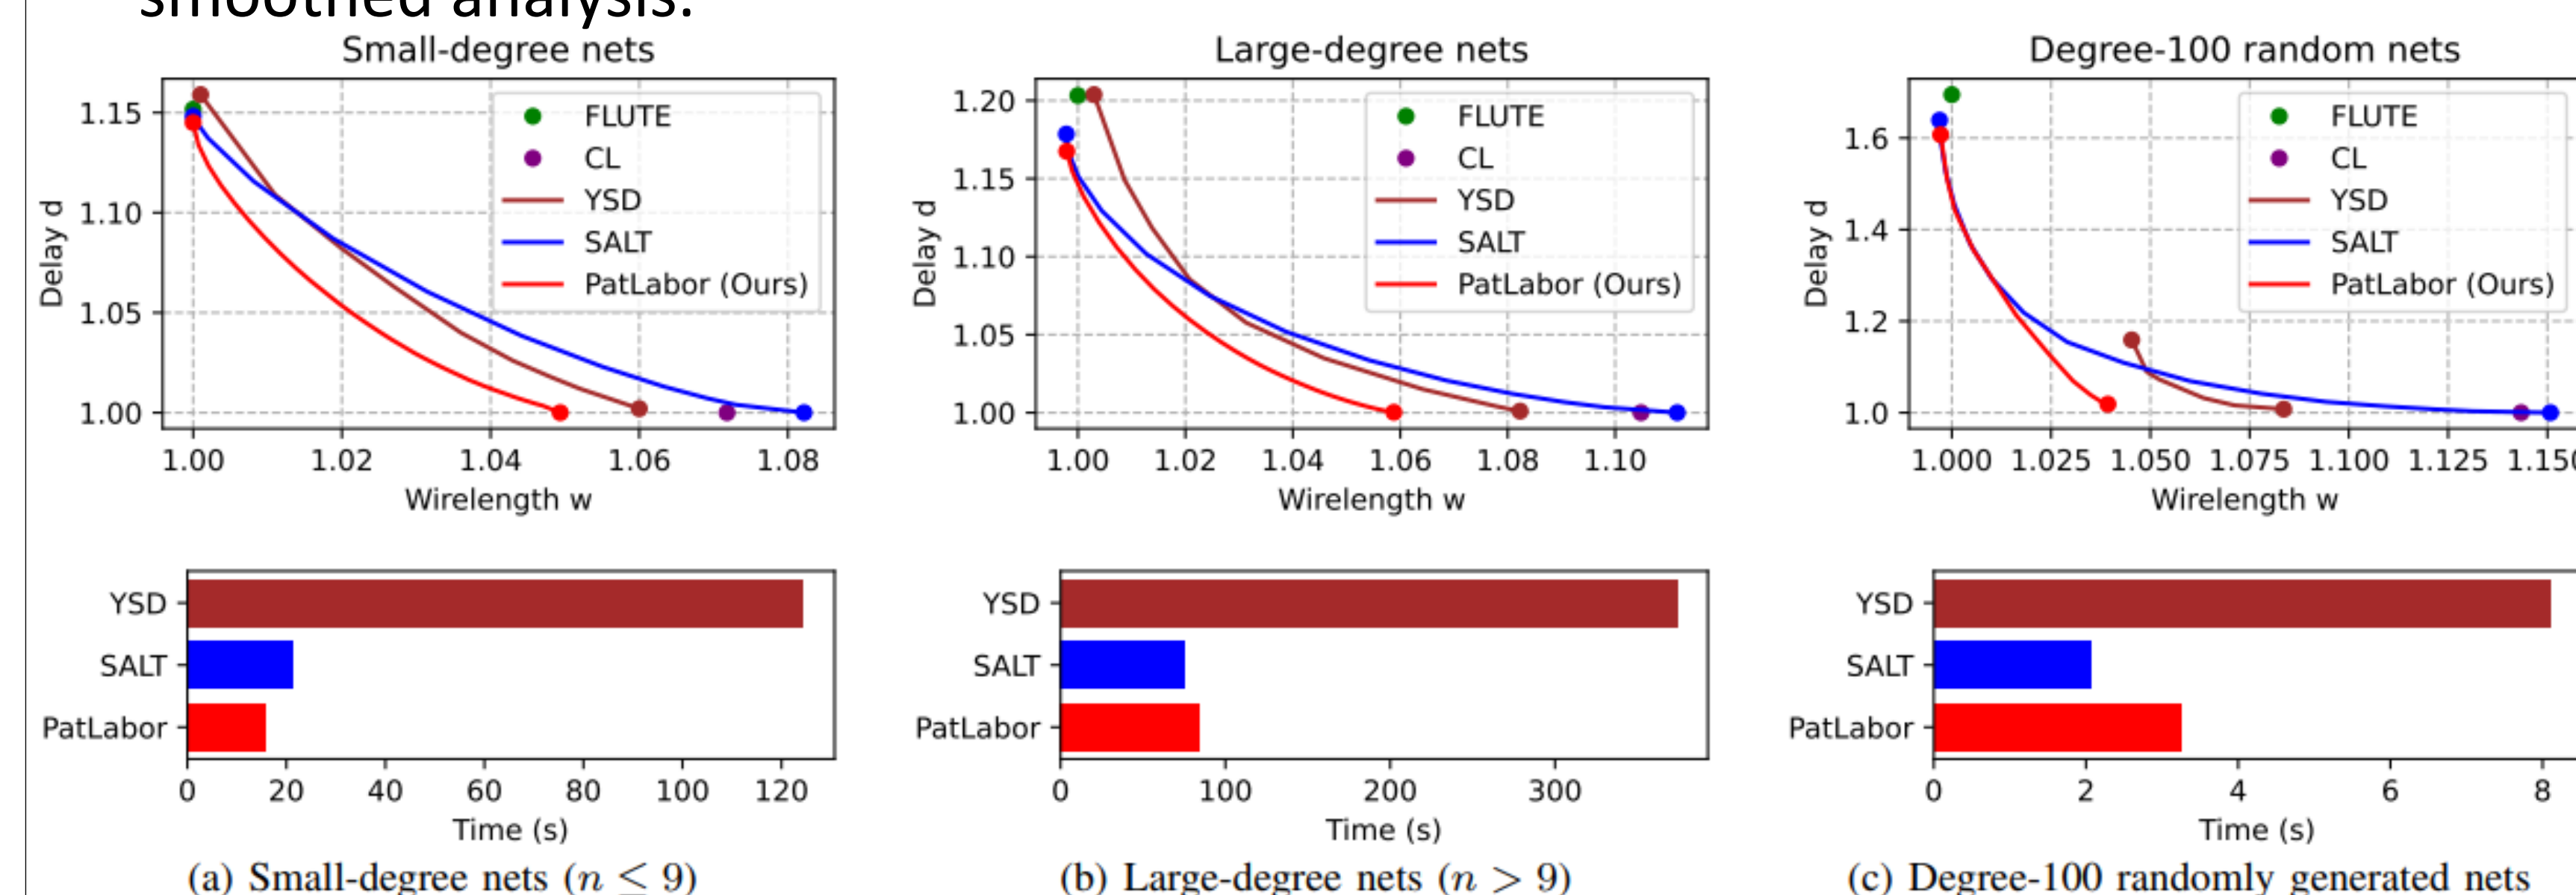 smoothed analysis.
Small-degree nets
1.15
1.10
1.05
1.00
Delay d
FLUTE
CL
YSD
SALT
PatLabor (Ours)
1.00 1.02 1.04 1.06 1.08
Wirelength w
Large-degree nets
1.20
1.15
1.10
1.05
1.00
Delay d
FLUTE
CL
YSD
SALT
PatLabor (Ours)
1.00 1.02 1.04 1.06 1.08 1.10
Wirelength w
Degree-100 random nets
1.6
1.4
1.2
1.0
Delay d
FLUTE
CL
YSD
SALT
PatLabor (Ours)
1.000 1.025 1.050 1.075 1.100 1.125 1.150
Wirelength w
YSD
SALT
PatLabor
0 20 40 60 80 100 120
Time (s)
(a) Small-degree nets (n ≤ 9)
YSD
SALT
PatLabor
0 100 200 300
Time (s)
(b) Large-degree nets (n > 9)
YSD
SALT
PatLabor
0 2 4 6 8
Time (s)
(c) Degree-100 randomly generated nets